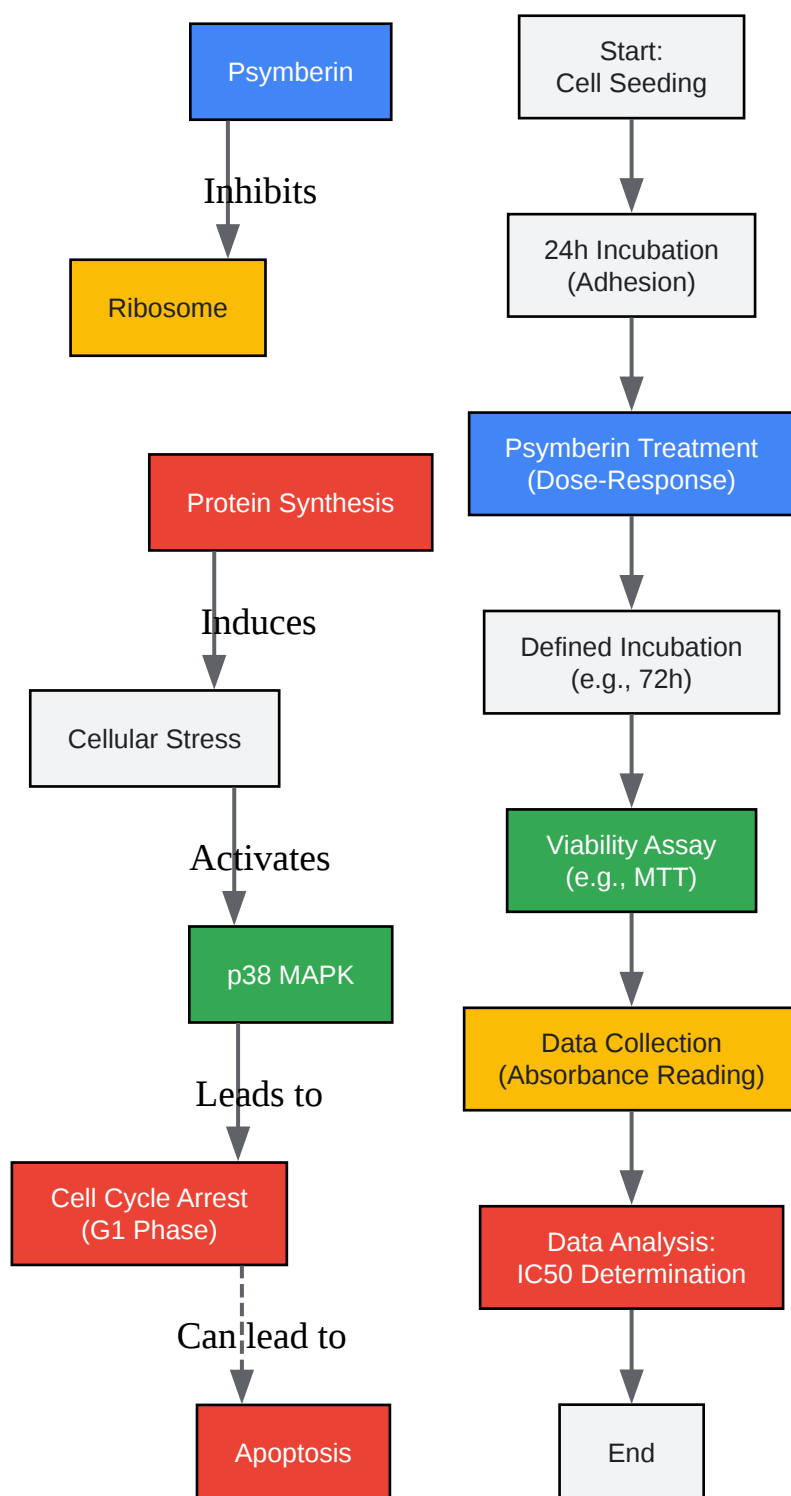 Psymberin
Inhibits
Ribosome
Protein Synthesis
Induces
Cellular Stress
Activates
p38 MAPK
Leads to
Cell Cycle Arrest
(G1 Phase)
Can lead to
Apoptosis
Start:
Cell Seeding
24h Incubation
(Adhesion)
Psymberin Treatment
(Dose-Response)
Defined Incubation
(e.g., 72h)
Viability Assay
(e.g., MTT)
Data Collection
(Absorbance Reading)
Data Analysis:
IC50 Determination
End